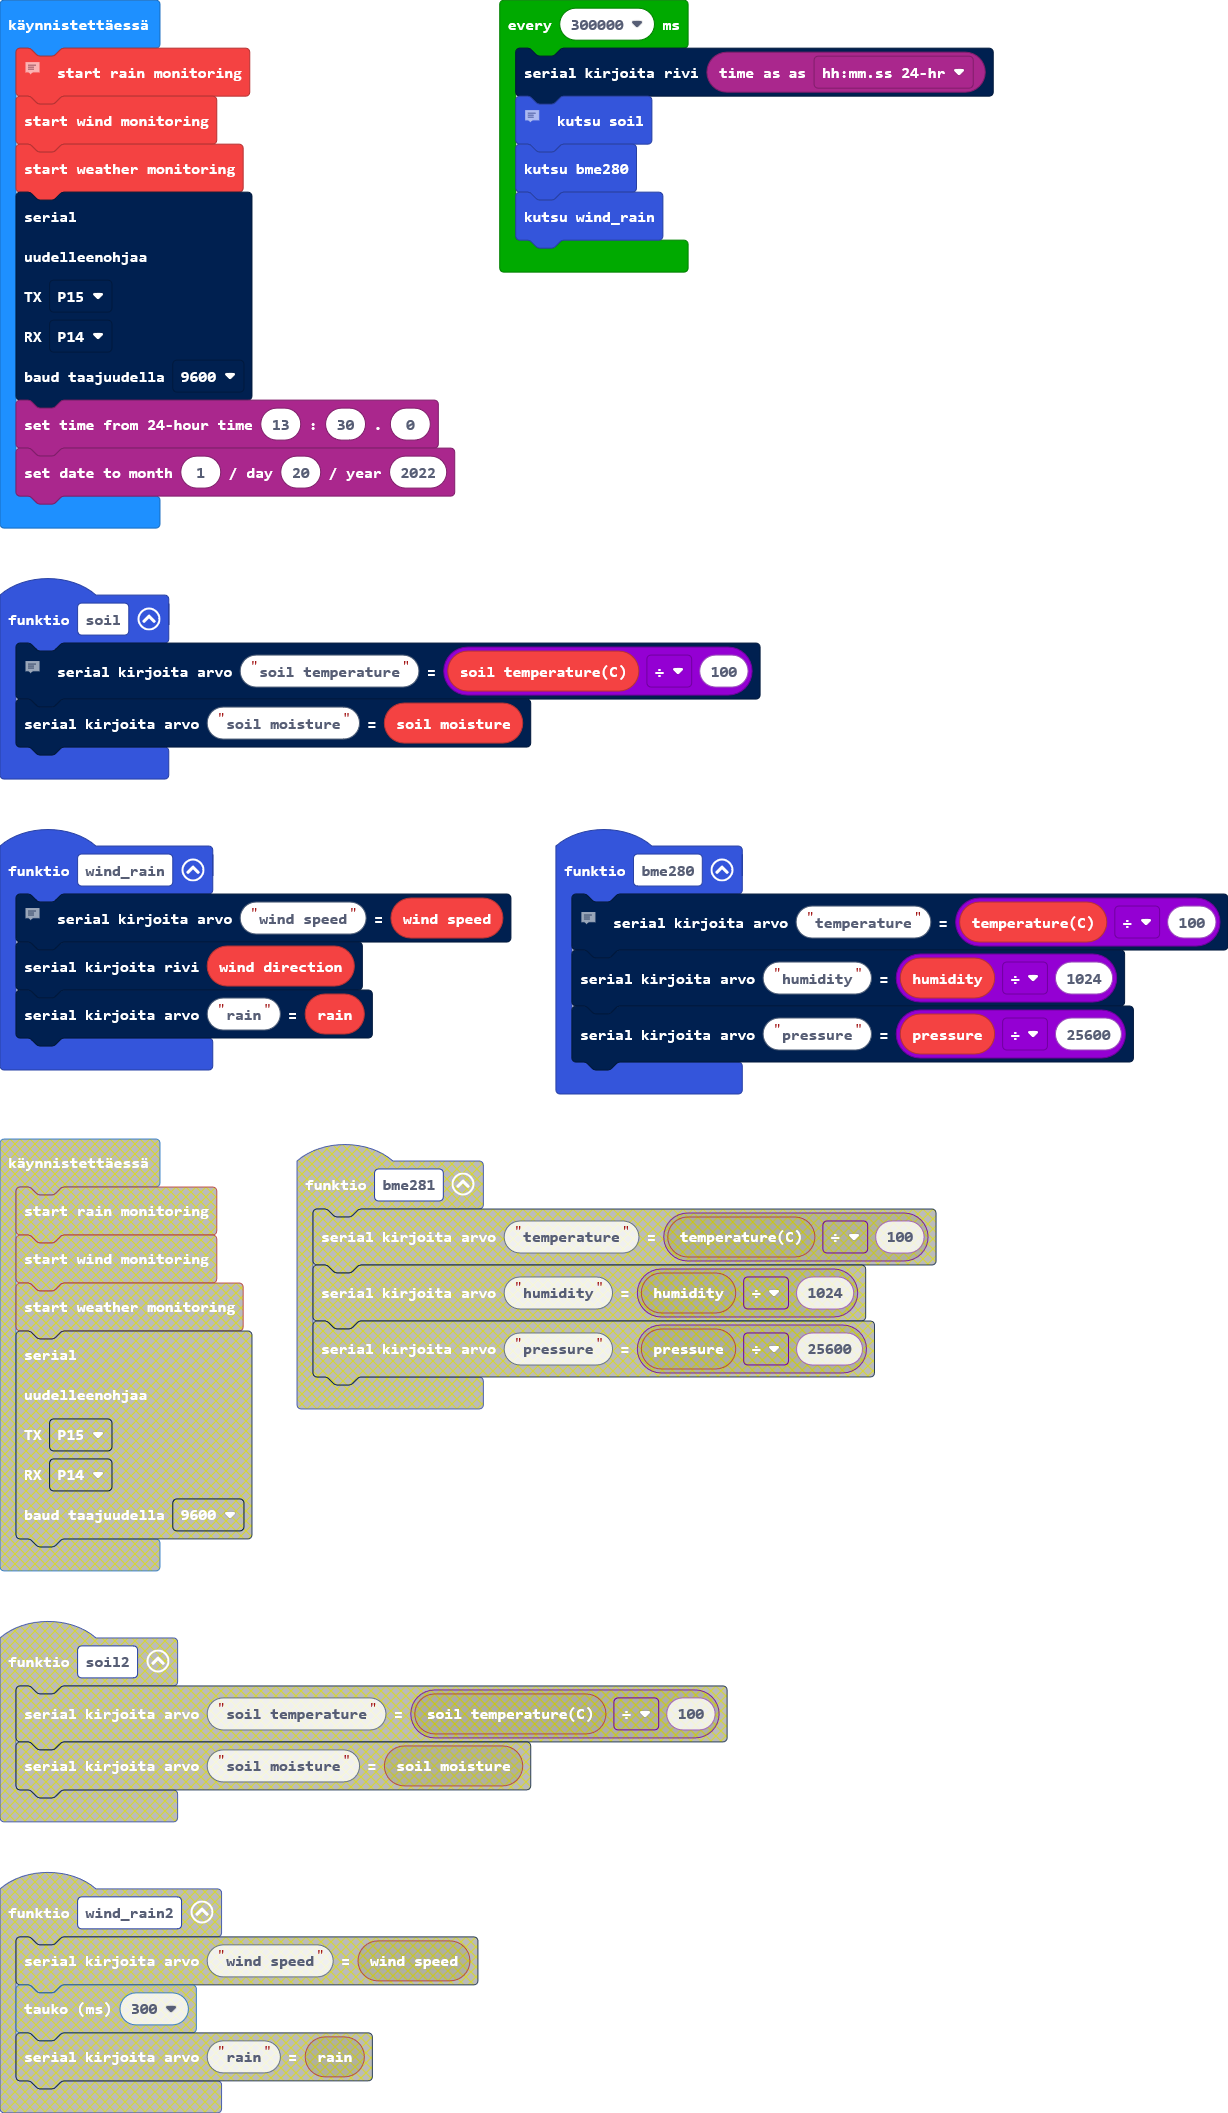 käynnistettäessä
start rain monitoring
start wind monitoring
start weather monitoring
serial
uudelleenohjaa
TX P15
RX P14
baud taajuudella 9600
set time from 24-hour time 13 : 30 . 0
set date to month 1 / day 20 / year 2022
every 300000 ms
serial kirjoita rivi time as as hh:mm.ss 24-hr
kutsu soil
kutsu bme280
kutsu wind_rain
funktio soil
serial kirjoita arvo "soil temperature" = soil temperature(C) ÷ 100
serial kirjoita arvo "soil moisture" = soil moisture
funktio wind_rain
serial kirjoita arvo "wind speed" = wind speed
serial kirjoita rivi wind direction
serial kirjoita arvo "rain" = rain
funktio bme280
serial kirjoita arvo "temperature" = temperature(C) ÷ 100
serial kirjoita arvo "humidity" = humidity ÷ 1024
serial kirjoita arvo "pressure" = pressure ÷ 25600
käynnistettäessä
start rain monitoring
start wind monitoring
start weather monitoring
serial
uudelleenohjaa
TX P15
RX P14
baud taajuudella 9600
funktio bme281
serial kirjoita arvo "temperature" = temperature(C) ÷ 100
serial kirjoita arvo "humidity" = humidity ÷ 1024
serial kirjoita arvo "pressure" = pressure ÷ 25600
funktio soil2
serial kirjoita arvo "soil temperature" = soil temperature(C) ÷ 100
serial kirjoita arvo "soil moisture" = soil moisture
funktio wind_rain2
serial kirjoita arvo "wind speed" = wind speed
tauko (ms) 300
serial kirjoita arvo "rain" = rain